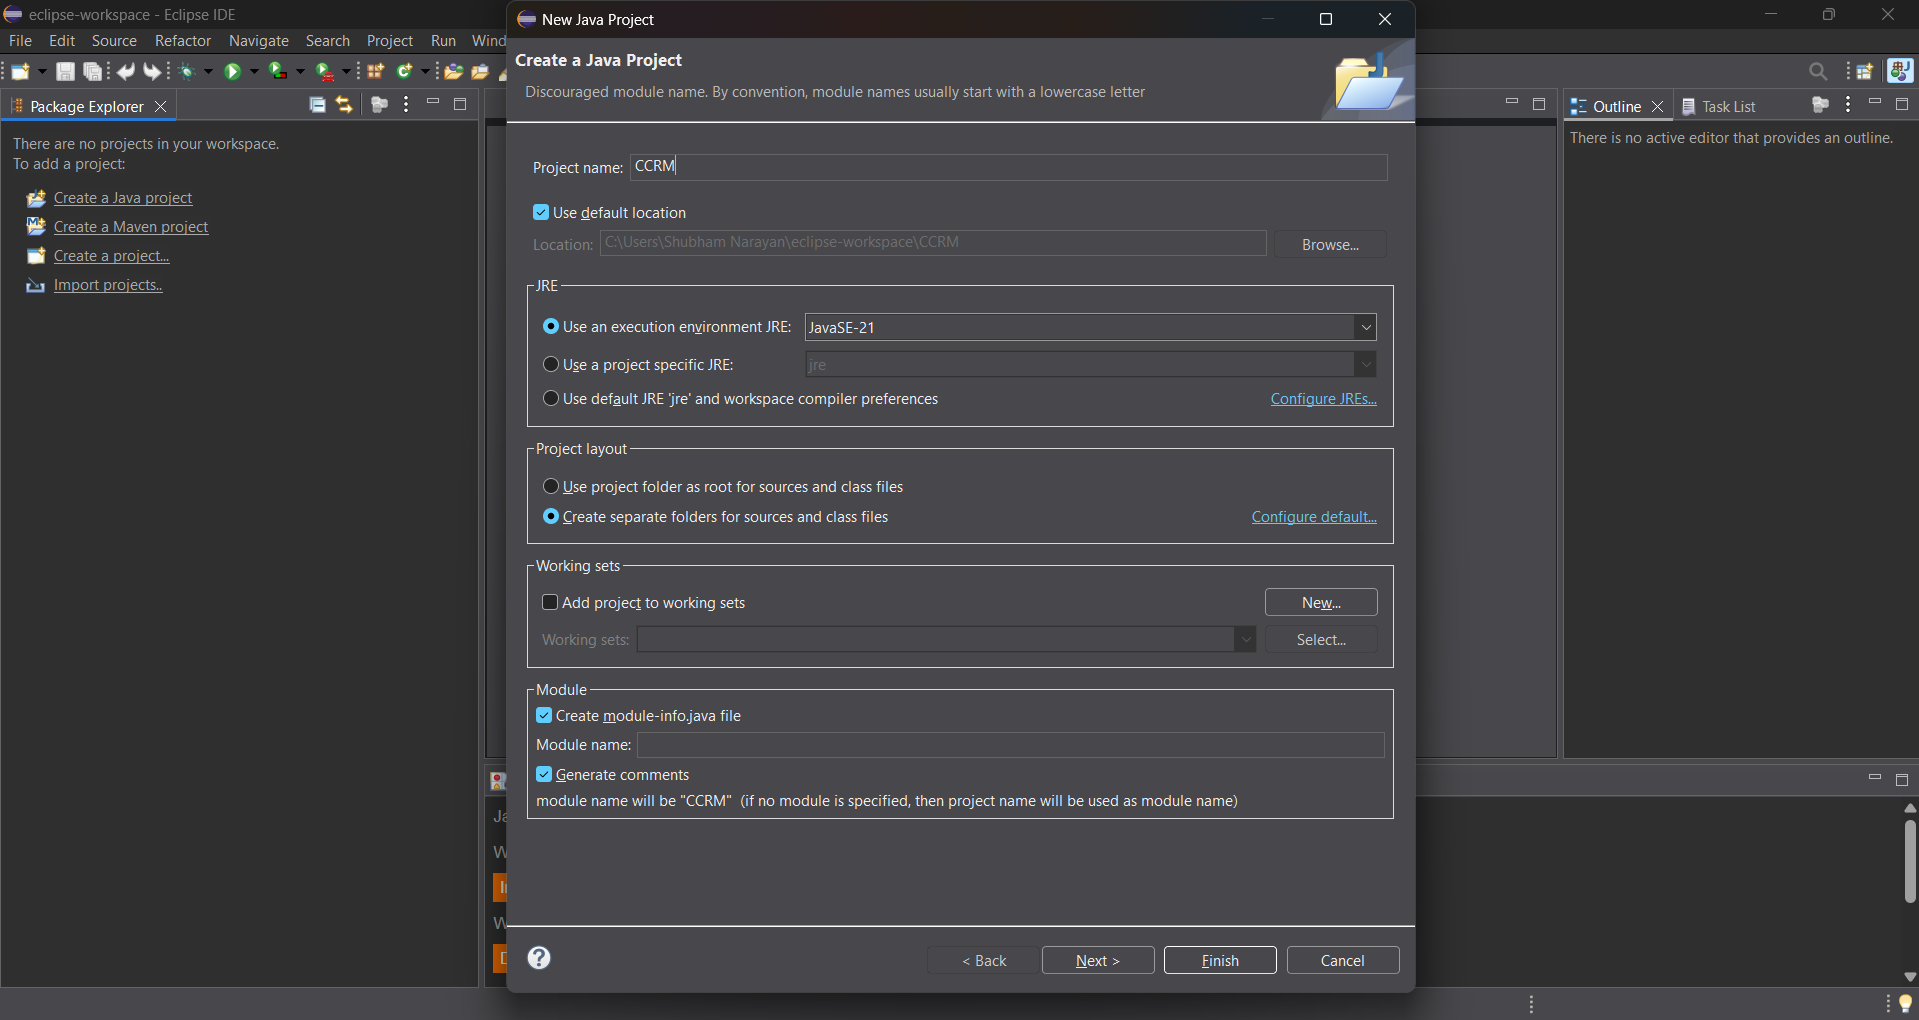 eclipse-workspace - Eclipse IDE
File Edit Source Refactor Navigate Search Project Run Wind
Package Explorer
There are no projects in your workspace.
To add a project:
Create a Java project
Create a Maven project
Create a project...
Import projects..
New Java Project
Create a Java Project
Discouraged module name. By convention, module names usually start with a lowercase letter
Project name: CCRM
Use default location
Location: C:\Users\Shubham Narayan\eclipse-workspace\CCRM Browse...
JRE
Use an execution environment JRE: JavaSE-21
Use a project specific JRE: jre
Use default JRE 'jre' and workspace compiler preferences Configure JREs...
Project layout
Use project folder as root for sources and class files
Create separate folders for sources and class files Configure default...
Working sets
Add project to working sets New...
Working sets: Select...
Module
Create module-info.java file
Module name:
Generate comments
module name will be "CCRM" (if no module is specified, then project name will be used as module name)
< Back Next > Finish Cancel
Outline Task List
There is no active editor that provides an outline.